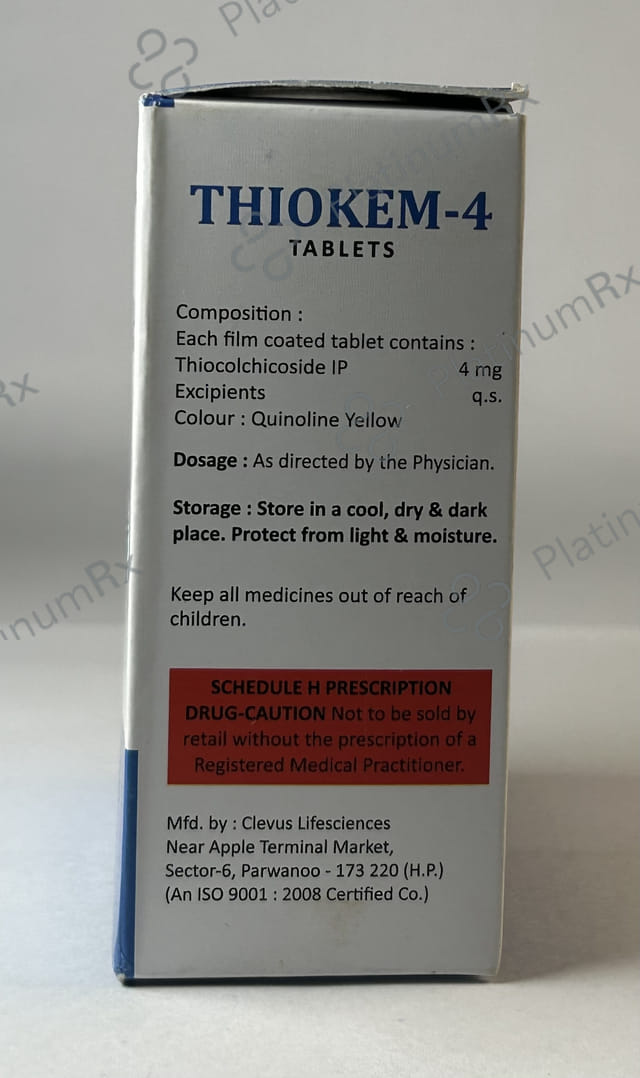 THIOKEM-4
TABLETS
Composition :
Each film coated tablet contains :
Thiocolchicoside IP 4 mg
Excipients q.s.
Colour : Quinoline Yellow
Dosage : As directed by the Physician.
Storage : Store in a cool, dry & dark
place. Protect from light & moisture.
Keep all medicines out of reach of
children.
SCHEDULE H PRESCRIPTION
DRUG-CAUTION Not to be sold by
retail without the prescription of a
Registered Medical Practitioner.
Mfd. by : Clevus Lifesciences
Near Apple Terminal Market,
Sector-6, Parwanoo - 173 220 (H.P.)
(An ISO 9001 : 2008 Certified Co.)
PlatinumRx
PlatinumRx